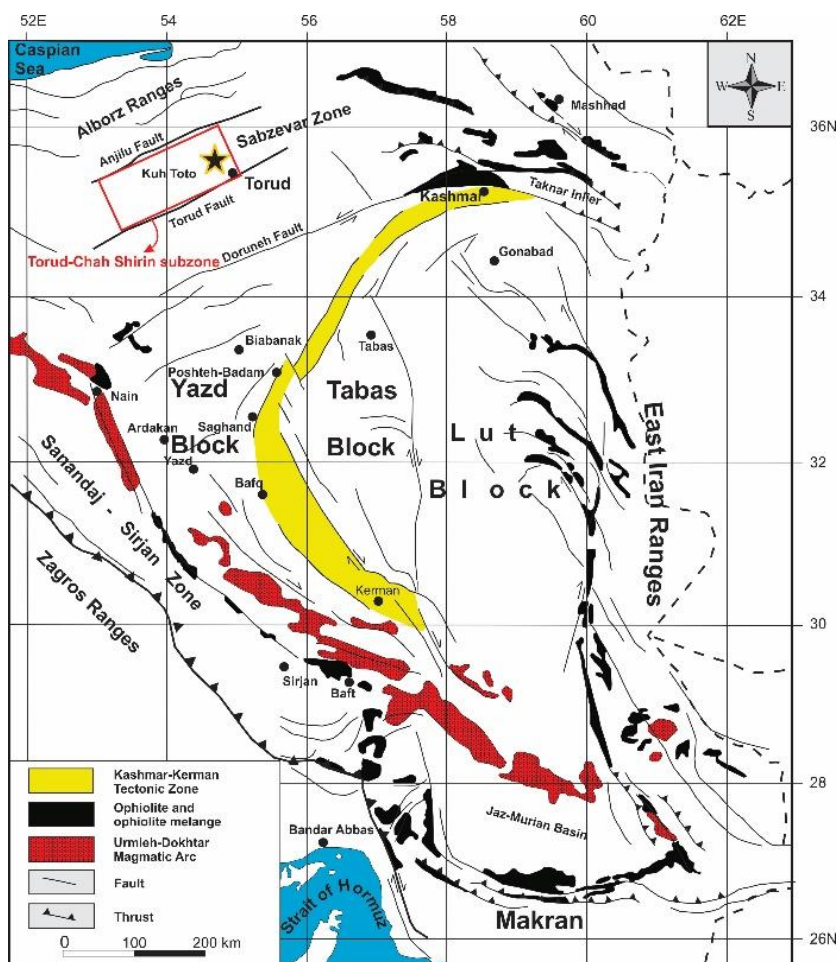 52E
54
56
58
60
62E
Caspian
Sea
Alborz Ranges
Anjilu Fault
Sabzevar Zone
Kuh Toto
Torud
Torud Fault
Torud-Chah Shirin subzone
Doruneh Fault
Mashhad
N
W
E
S
36N
Kashmar
Taknar Inlier
Gonabad
34
Biabanak
Tabas
Poshteh-Badam
Nain
Yazd
Block
Tabas
Block
Ardakan
Saghand
Yazd
Lut
Block
32
Bafq
East Iran Ranges
Sanandaj - Sirjan Zone
Zagros Ranges
Kerman
30
Sirjan
Baft
28
Jaz-Murian Basin
Bandar Abbas
Strait of Hormuz
Makran
26N
Kashmar-Kerman
Tectonic Zone
Ophiolite and
ophiolite melange
Urmieh-Dokhtar
Magmatic Arc
Fault
Thrust
0
200 km